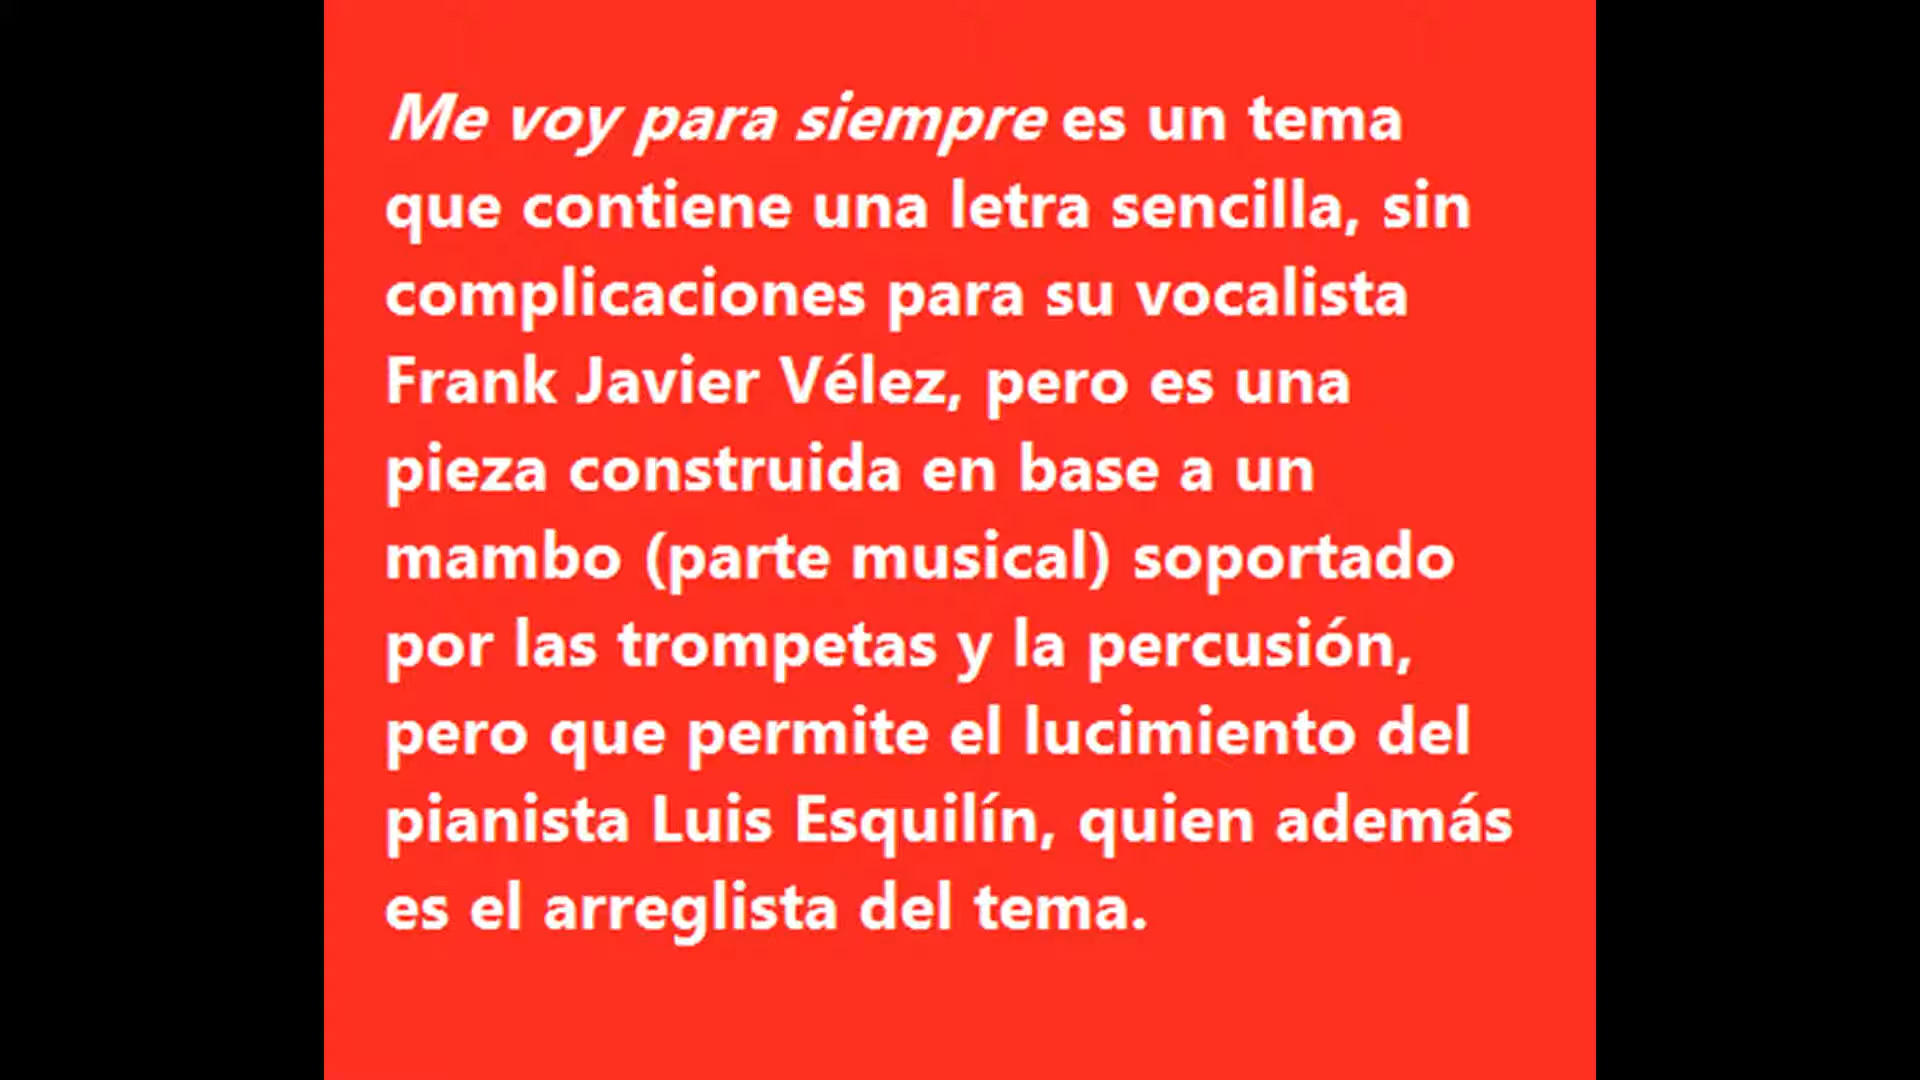 Me voy para siempre es un tema
que contiene una letra sencilla, sin
complicaciones para su vocalista
Frank Javier Vélez, pero es una
pieza construida en base a un
mambo (parte musical) soportado
por las trompetas y la percusión,
pero que permite el lucimiento del
pianista Luis Esquilín, quien además
es el arreglista del tema.